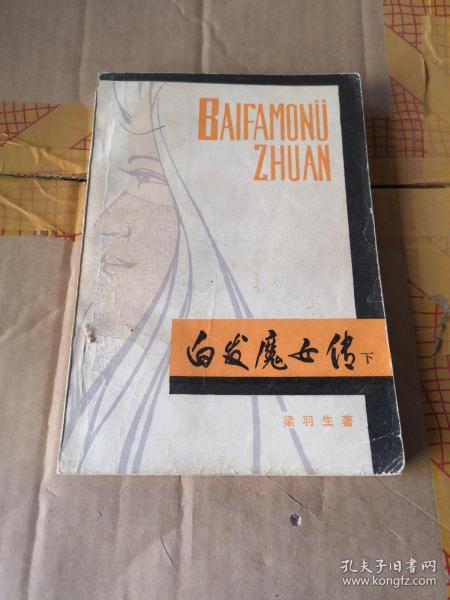 BAIFAMONÜ
ZHUAN
白发魔女传 下
梁羽生著
孔夫子旧书网
www.kongfz.com